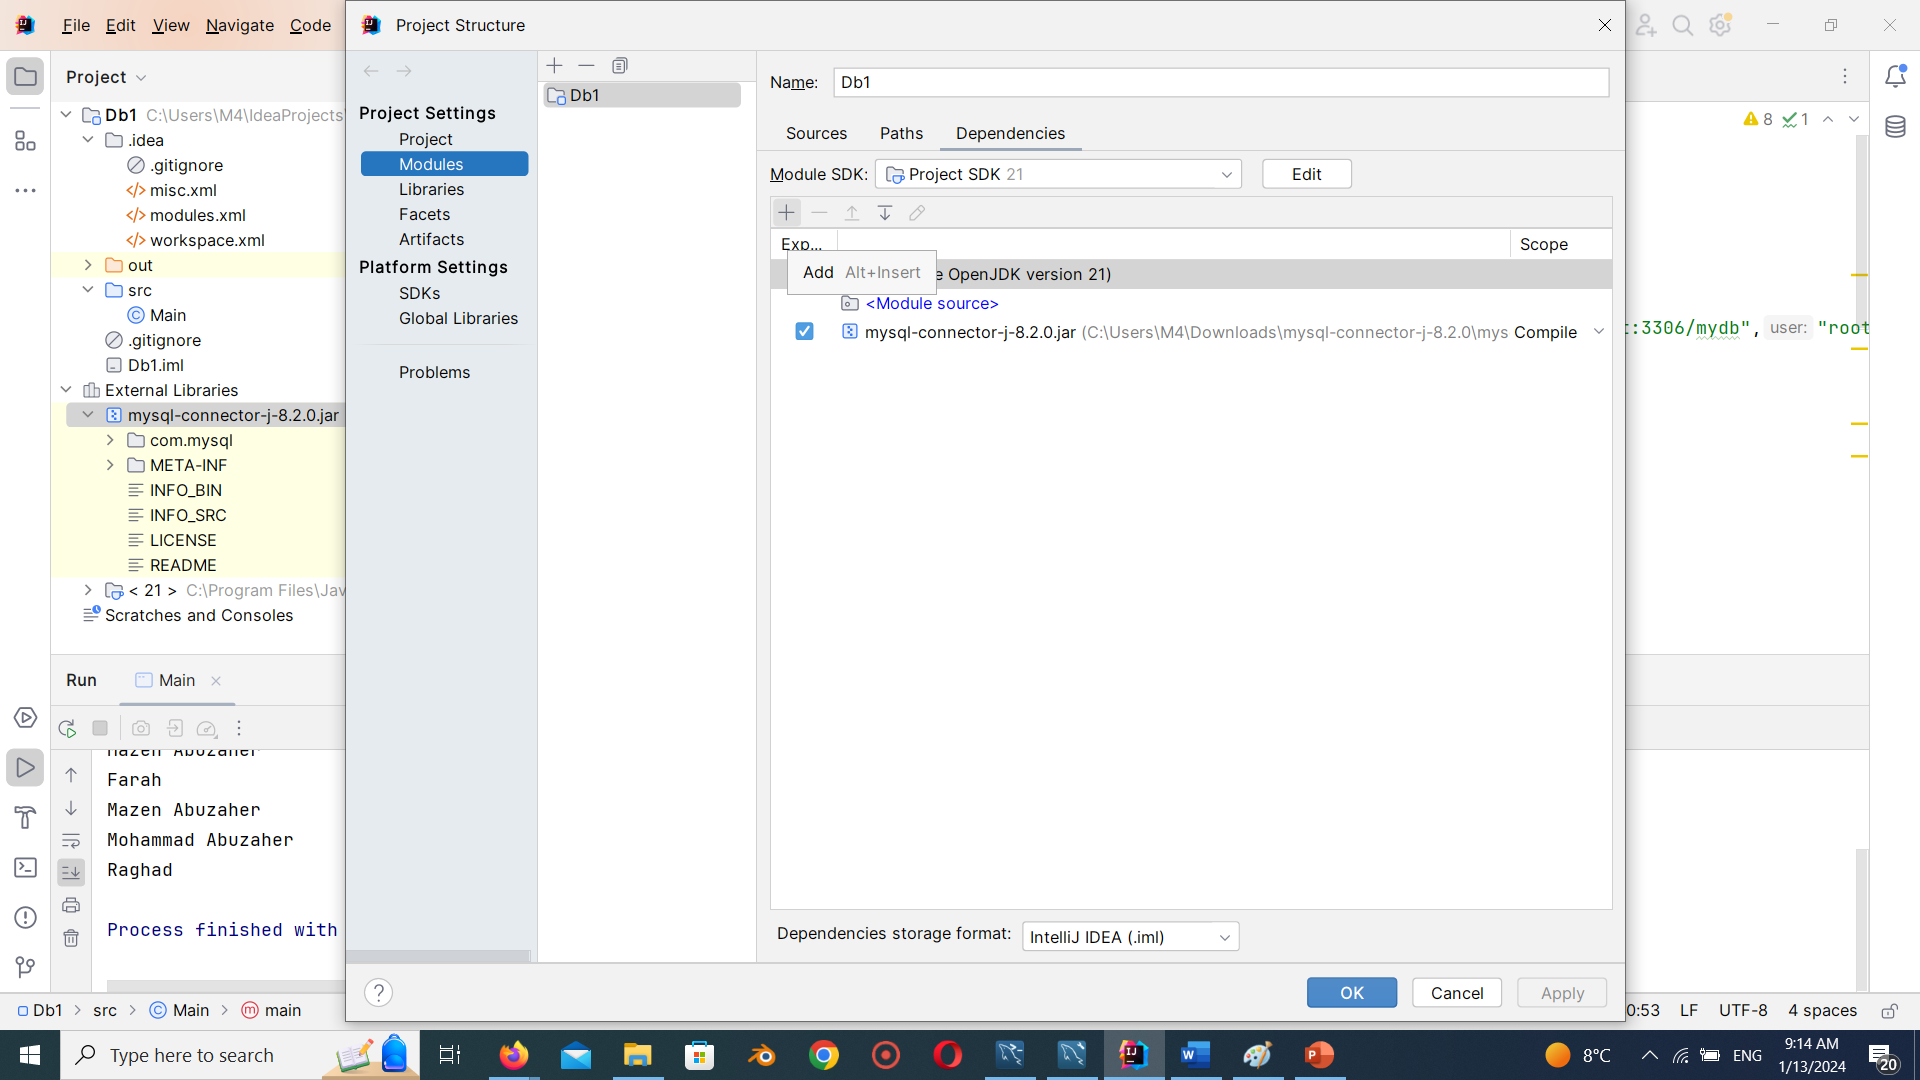 File Edit View Navigate Code
Project Structure
Project
Db1 C:\Users\M4\IdeaProjects
.idea
.gitignore
misc.xml
modules.xml
workspace.xml
out
src
Main
.gitignore
Db1.iml
External Libraries
mysql-connector-j-8.2.0.jar
com.mysql
META-INF
INFO_BIN
INFO_SRC
LICENSE
README
< 21 > C:\Program Files\Jav
Scratches and Consoles
Project Settings
Project
Modules
Libraries
Facets
Artifacts
Platform Settings
SDKs
Global Libraries
Problems
Db1
Name: Db1
Sources Paths Dependencies
Module SDK: Project SDK 21 Edit
Exp... Scope
Add Alt+Insert
e OpenJDK version 21)
<Module source>
mysql-connector-j-8.2.0.jar (C:\Users\M4\Downloads\mysql-connector-j-8.2.0\mys Compile
Dependencies storage format: IntelliJ IDEA (.iml)
? OK Cancel Apply
8 1
:3306/mydb", user: "root
Run Main
Mazen Abuzaher
Farah
Mazen Abuzaher
Mohammad Abuzaher
Raghad
Process finished with
Db1 src Main main
0:53 LF UTF-8 4 spaces
Type here to search
8°C ENG
9:14 AM
1/13/2024
20